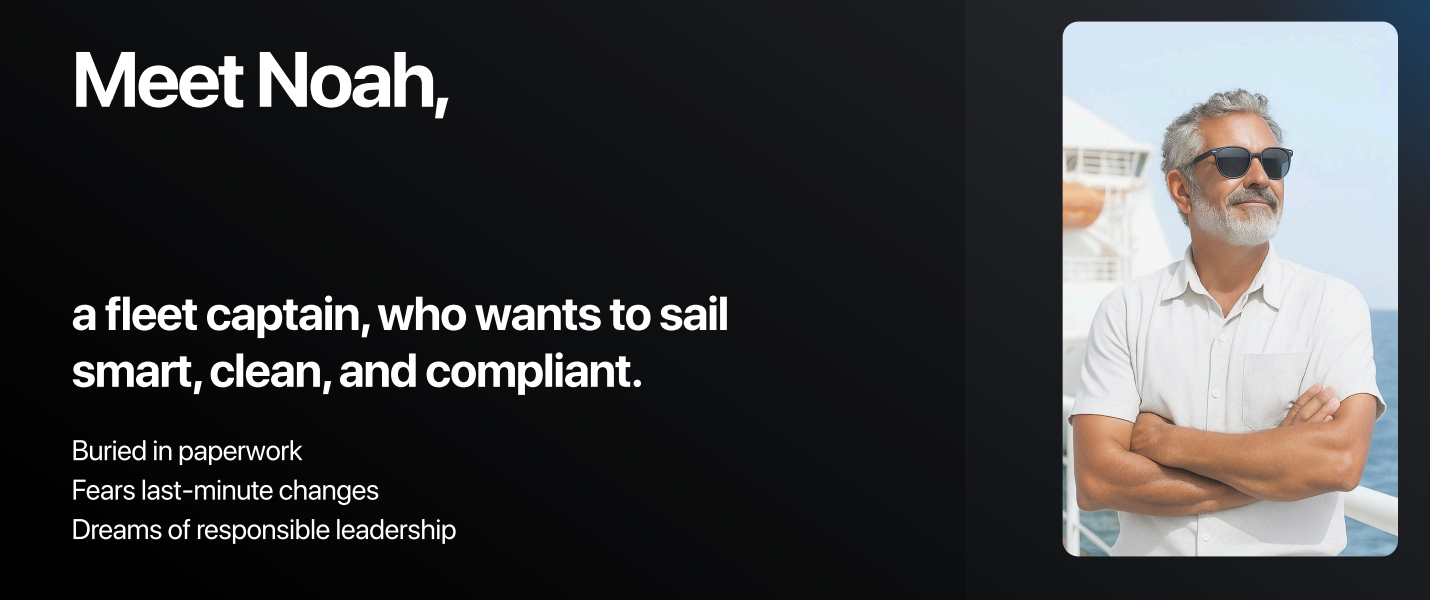 Meet Noah,
a fleet captain, who wants to sail
smart, clean, and compliant.
Buried in paperwork
Fears last-minute changes
Dreams of responsible leadership